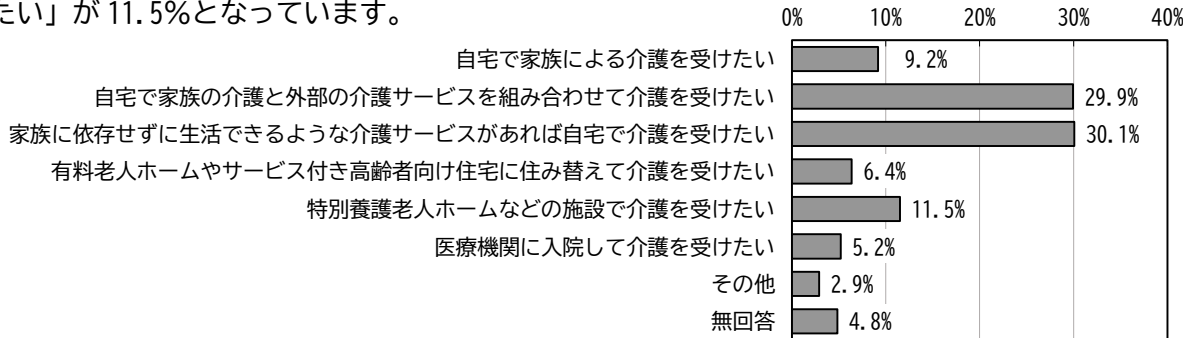 たい」が 11.5％となっています。
0% 10% 20% 30% 40%
自宅で家族による介護を受けたい 9.2%
自宅で家族の介護と外部の介護サービスを組み合わせて介護を受けたい 29.9%
家族に依存せずに生活できるような介護サービスがあれば自宅で介護を受けたい 30.1%
有料老人ホームやサービス付き高齢者向け住宅に住み替えて介護を受けたい 6.4%
特別養護老人ホームなどの施設で介護を受けたい 11.5%
医療機関に入院して介護を受けたい 5.2%
その他 2.9%
無回答 4.8%